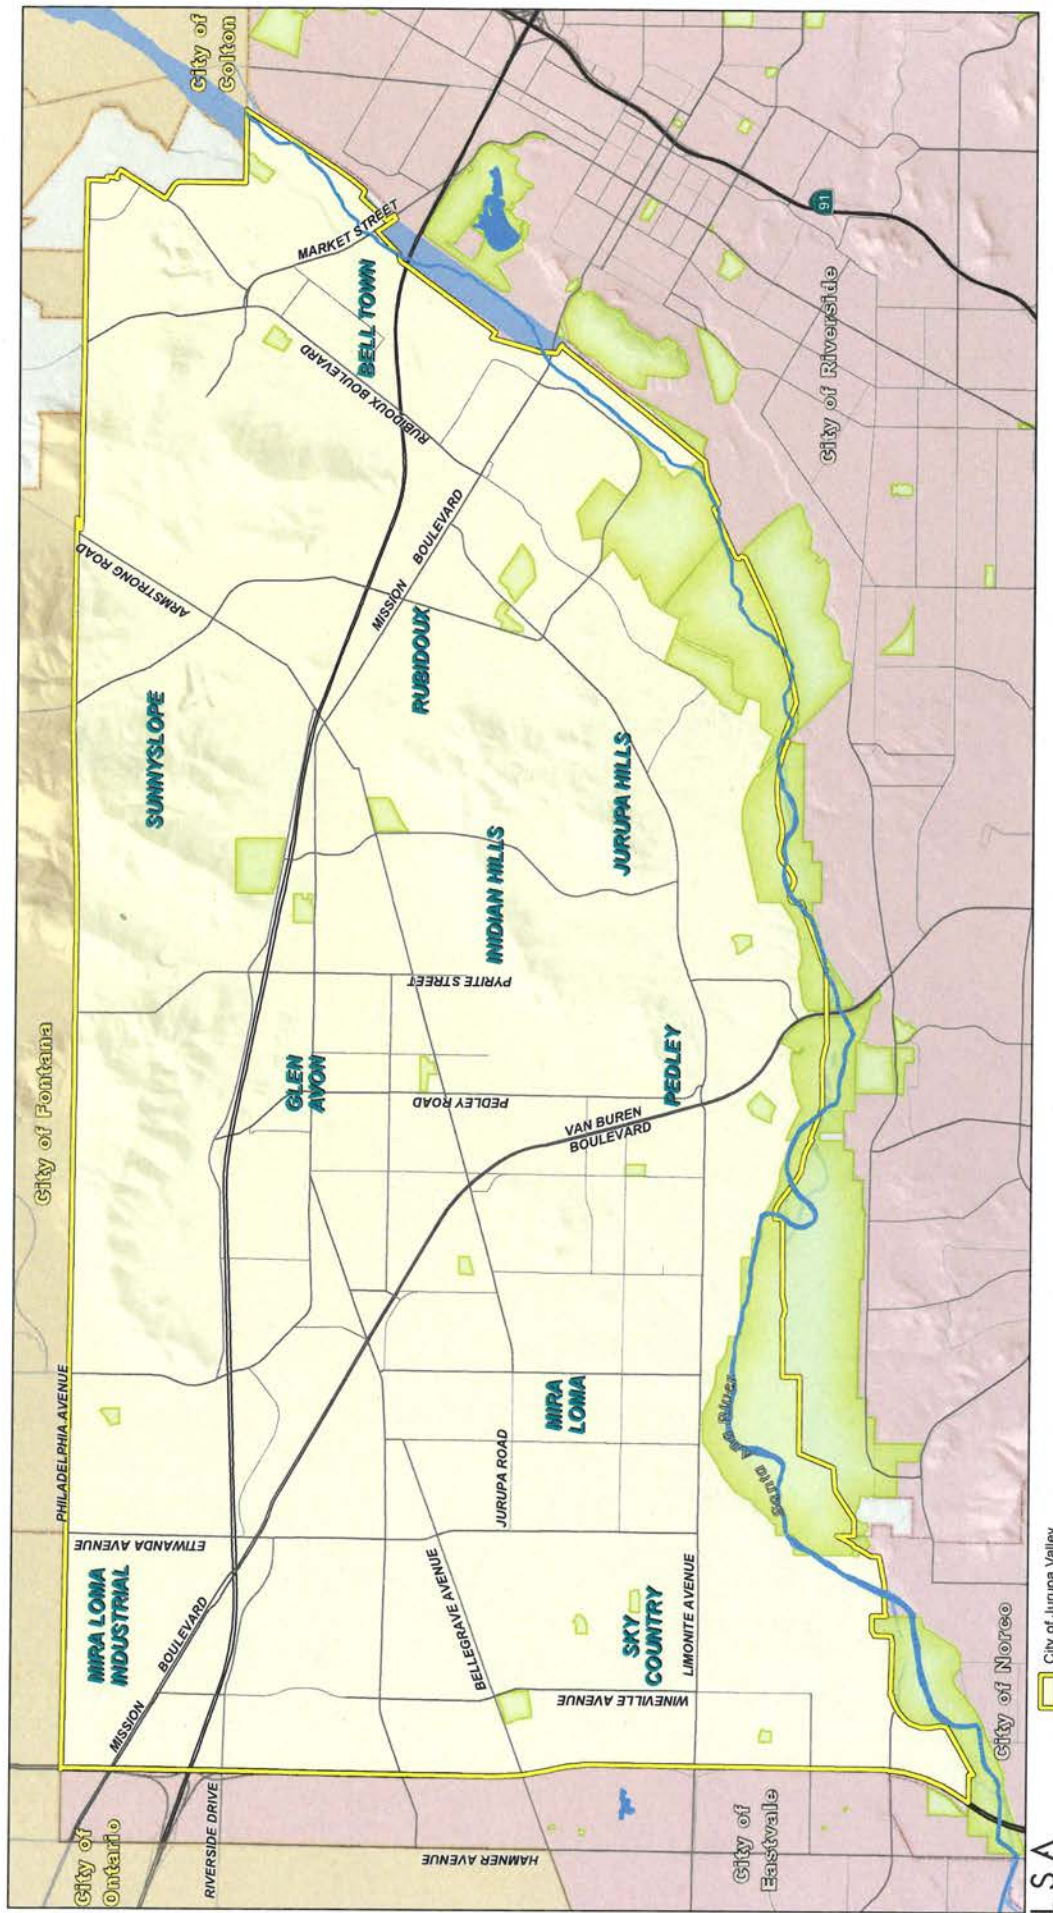 City of Fontana
City of
Colton
City of
Ontario
PHILADELPHIA AVENUE
ARMSTRONG ROAD
SUNNYSLOPE
MIRA LOMA
INDUSTRIAL
ETIWANDA AVENUE
MISSION
BOULEVARD
RIVERSIDE DRIVE
GLEN
AVON
MARKET STREET
BELL TOWN
RUBIDOUX BOULEVARD
MISSION
BOULEVARD
RUBIDOUX
PYRITE STREET
PEDLEY ROAD
INIDIAN HILLS
JURUPA HILLS
VAN BUREN
BOULEVARD
PEDLEY
JURUPA ROAD
MIRA
LOMA
BELLEGRAVE AVENUE
SKY
COUNTRY
LIMONITE AVENUE
WINEVILLE AVENUE
HAMNER AVENUE
Santa Ana River
City of
Eastvale
City of Norco
City of Riverside
91
LSA
City of Jurupa Valley